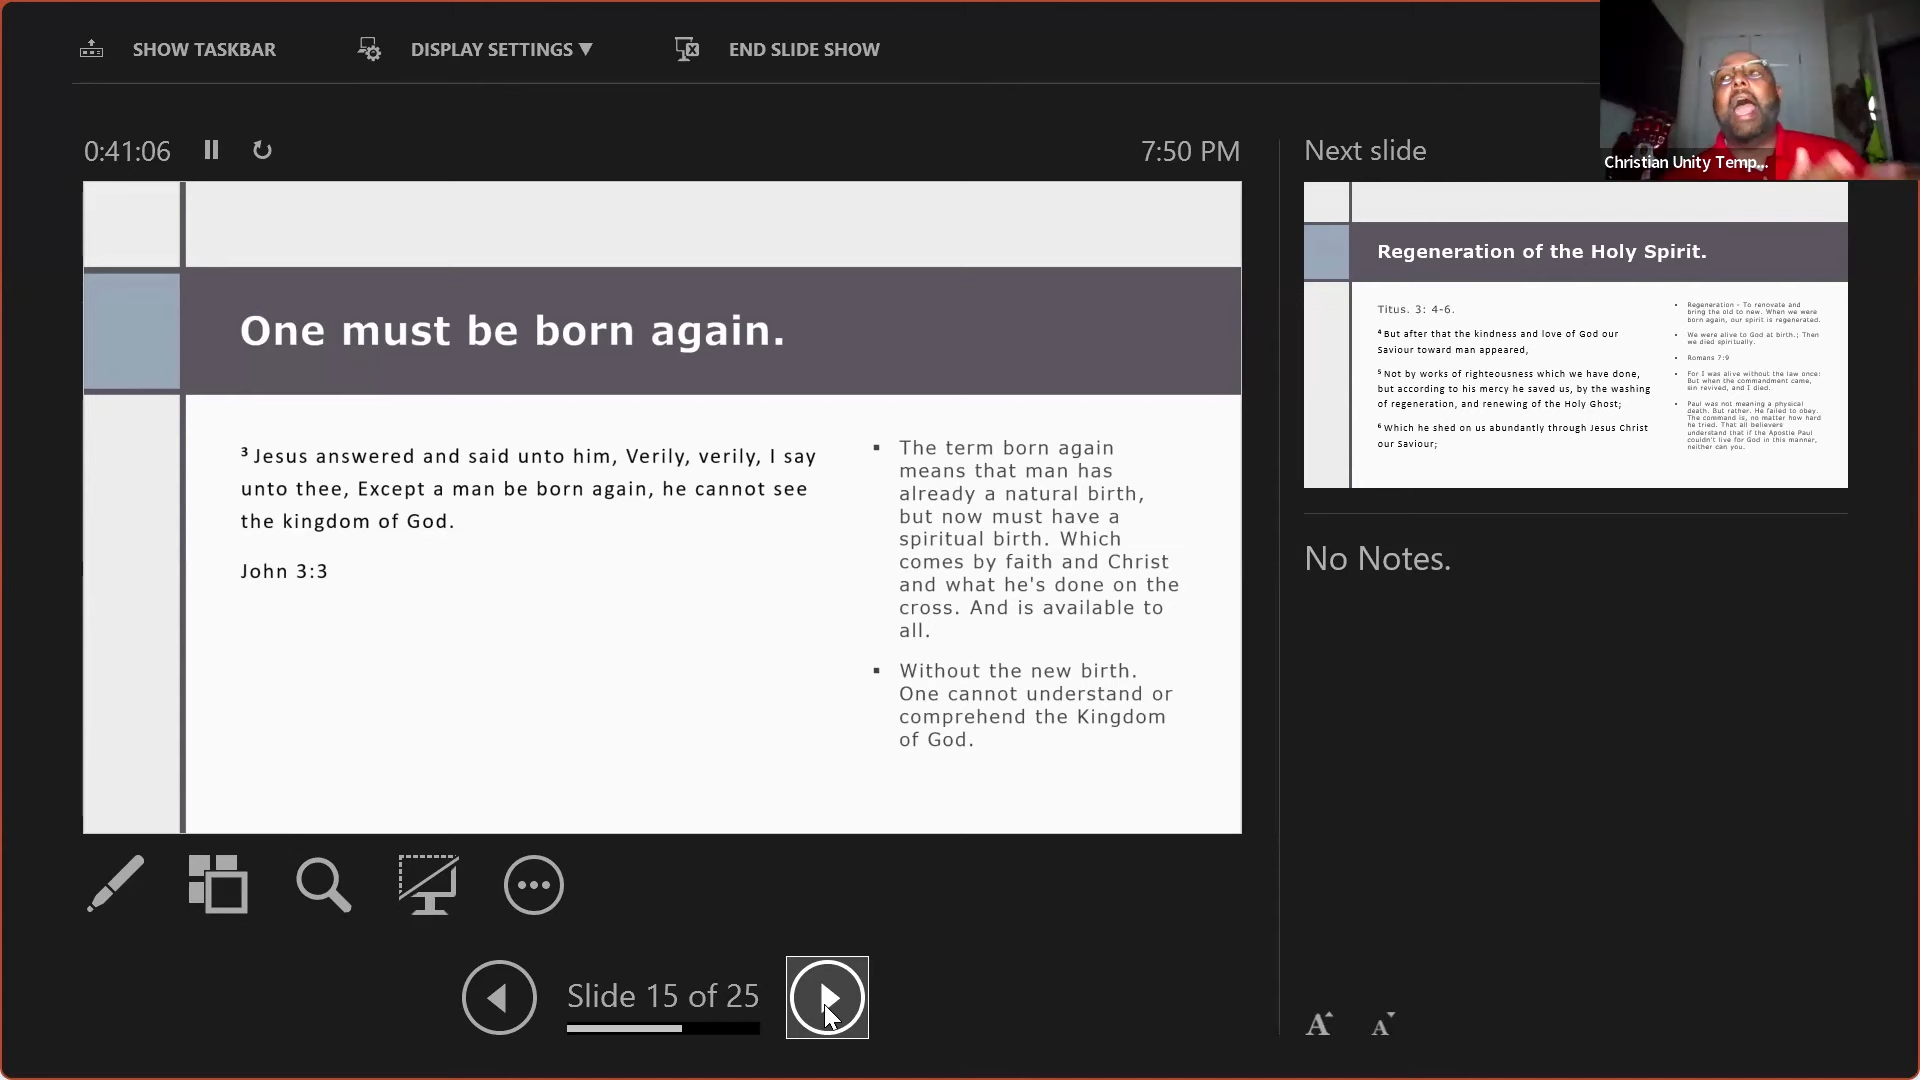 SHOW TASKBAR
DISPLAY SETTINGS ▼
END SLIDE SHOW
Christian Unity Temp...
0:41:06
7:50 PM
Next slide
One must be born again.
3 Jesus answered and said unto him, Verily, verily, I say
unto thee, Except a man be born again, he cannot see
the kingdom of God.
John 3:3
▪ The term born again
means that man has
already a natural birth,
but now must have a
spiritual birth. Which
comes by faith and Christ
and what he's done on the
cross. And is available to
all.
▪ Without the new birth.
One cannot understand or
comprehend the Kingdom
of God.
Regeneration of the Holy Spirit.
Titus. 3: 4-6.
4 But after that the kindness and love of God our
Saviour toward man appeared,
5 Not by works of righteousness which we have done,
but according to his mercy he saved us, by the washing
of regeneration, and renewing of the Holy Ghost;
6 Which he shed on us abundantly through Jesus Christ
our Saviour;
▪ Regeneration - To renovate and
bring the old to new. When we were
born again, our spirit is regenerated.
▪ We were alive to God at birth.; Then
we died spiritually.
▪ Romans 7:9
▪ For I was alive without the law once:
But when the commandment came,
sin revived, and I died.
▪ Paul was not meaning a physical
death. But rather. He failed to obey.
The command is, no matter how hard
he tried. That all believers
understand that if the Apostle Paul
couldn't live for God in this manner,
neither can you.
No Notes.
Slide 15 of 25
A A